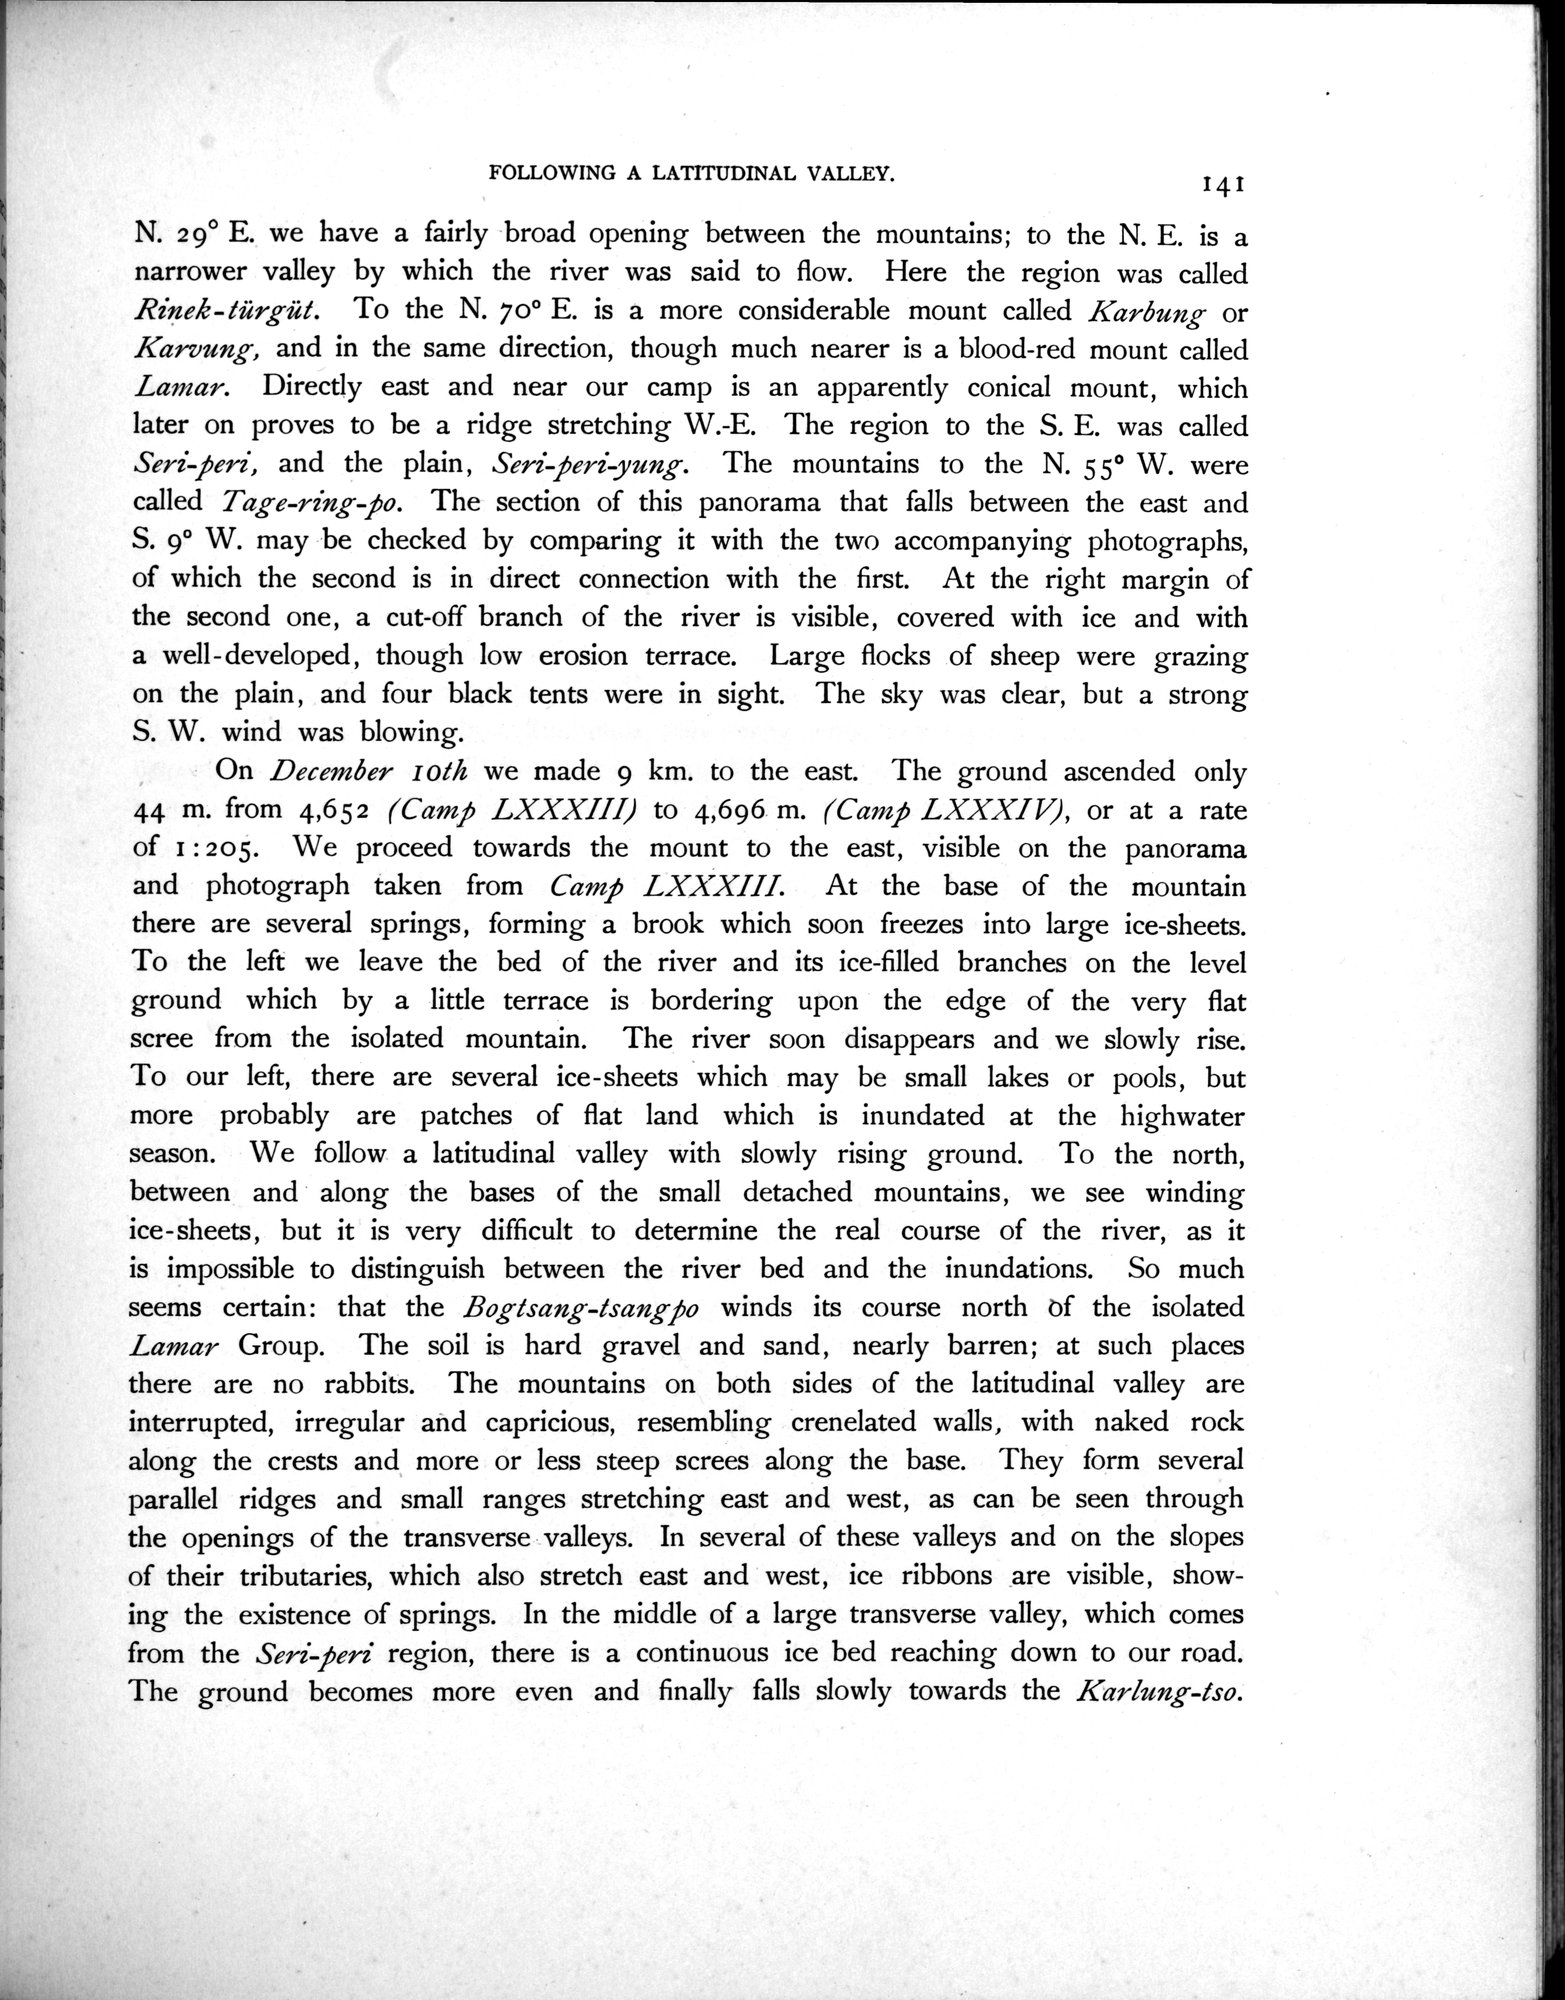 FOLLOWING A LATITUDINAL VALLEY.
141
N. 29° E. we have a fairly broad opening between the mountains; to the N. E. is a
narrower valley by which the river was said to flow. Here the region was called
Rinek-türgüt. To the N. 70° E. is a more considerable mount called Karbung or
Karvung, and in the same direction, though much nearer is a blood-red mount called
Lamar. Directly east and near our camp is an apparently conical mount, which
later on proves to be a ridge stretching W.-E. The region to the S. E. was called
Seri-peri, and the plain, Seri-peri-yung. The mountains to the N. 55° W. were
called Tage-ring-po. The section of this panorama that falls between the east and
S. 9° W. may be checked by comparing it with the two accompanying photographs,
of which the second is in direct connection with the first. At the right margin of
the second one, a cut-off branch of the river is visible, covered with ice and with
a well-developed, though low erosion terrace. Large flocks of sheep were grazing
on the plain, and four black tents were in sight. The sky was clear, but a strong
S. W. wind was blowing.
On December 10th we made 9 km. to the east. The ground ascended only
44 m. from 4,652 (Camp LXXXIII) to 4,696 m. (Camp LXXXIV), or at a rate
of 1:205. We proceed towards the mount to the east, visible on the panorama
and photograph taken from Camp LXXXIII. At the base of the mountain
there are several springs, forming a brook which soon freezes into large ice-sheets.
To the left we leave the bed of the river and its ice-filled branches on the level
ground which by a little terrace is bordering upon the edge of the very flat
scree from the isolated mountain. The river soon disappears and we slowly rise.
To our left, there are several ice-sheets which may be small lakes or pools, but
more probably are patches of flat land which is inundated at the highwater
season. We follow a latitudinal valley with slowly rising ground. To the north,
between and along the bases of the small detached mountains, we see winding
ice-sheets, but it is very difficult to determine the real course of the river, as it
is impossible to distinguish between the river bed and the inundations. So much
seems certain: that the Bogtsang-tsangpo winds its course north of the isolated
Lamar Group. The soil is hard gravel and sand, nearly barren; at such places
there are no rabbits. The mountains on both sides of the latitudinal valley are
interrupted, irregular and capricious, resembling crenelated walls, with naked rock
along the crests and more or less steep screes along the base. They form several
parallel ridges and small ranges stretching east and west, as can be seen through
the openings of the transverse valleys. In several of these valleys and on the slopes
of their tributaries, which also stretch east and west, ice ribbons are visible, show-
ing the existence of springs. In the middle of a large transverse valley, which comes
from the Seri-peri region, there is a continuous ice bed reaching down to our road.
The ground becomes more even and finally falls slowly towards the Karlung-tso.